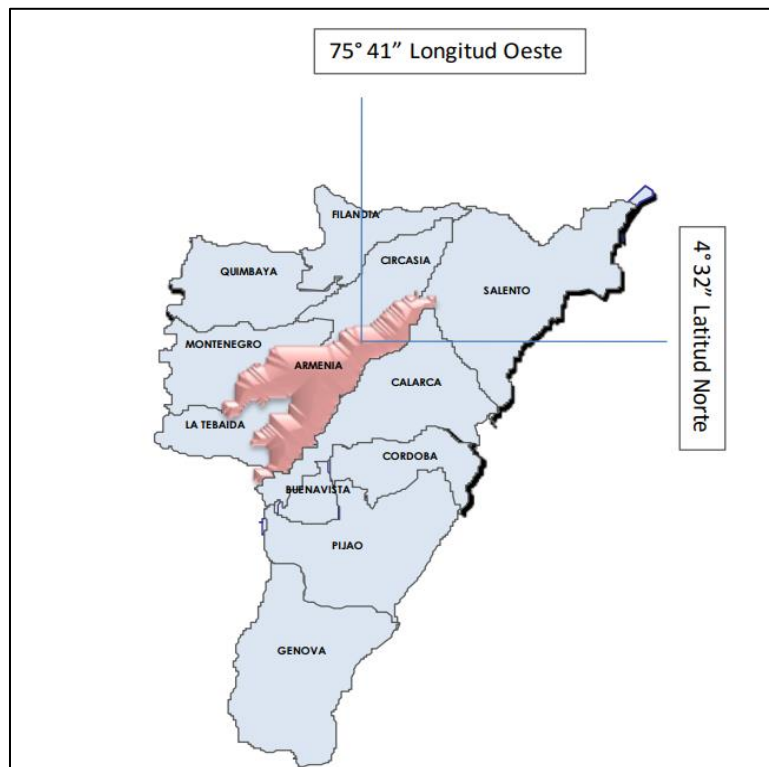 75° 41” Longitud Oeste
FILANDIA
CIRCASIA
QUIMBAYA
SALENTO
4° 32” Latitud Norte
MONTENEGRO
ARMENIA
CALARCA
LA TEBAIDA
CORDOBA
BUENAVISTA
PIJAO
GENOVA